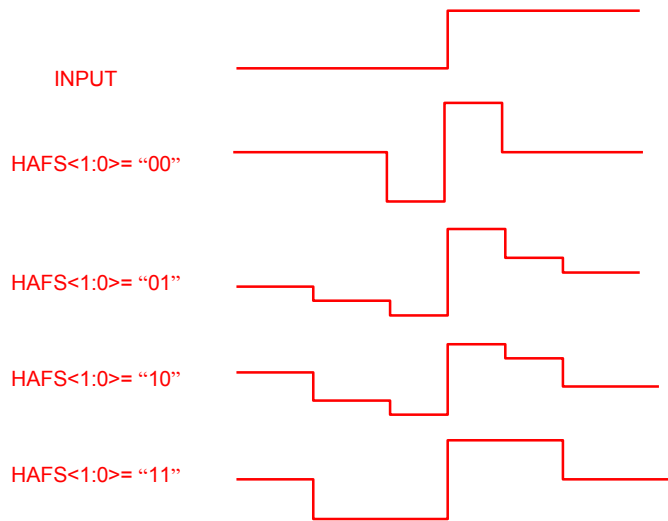 INPUT
HAFS<1:0>= “00”
HAFS<1:0>= “01”
HAFS<1:0>= “10”
HAFS<1:0>= “11”